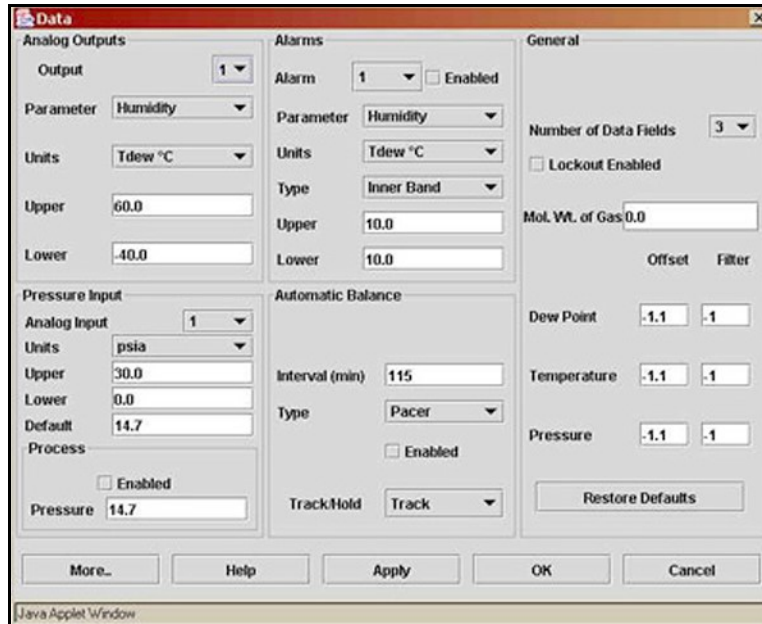 Data
Analog Outputs
Output 1
Parameter Humidity
Units Tdew °C
Upper 60.0
Lower -40.0
Alarms
Alarm 1 Enabled
Parameter Humidity
Units Tdew °C
Type Inner Band
Upper 10.0
Lower 10.0
General
Number of Data Fields 3
Lockout Enabled
Mol. Wt. of Gas 0.0
Offset Filter
Dew Point -1.1 -1
Temperature -1.1 -1
Pressure -1.1 -1
Restore Defaults
Pressure Input
Analog Input 1
Units psia
Upper 30.0
Lower 0.0
Default 14.7
Process
Enabled
Pressure 14.7
Automatic Balance
Interval (min) 115
Type Pacer
Enabled
Track/Hold Track
More... Help Apply OK Cancel
Java Applet Window